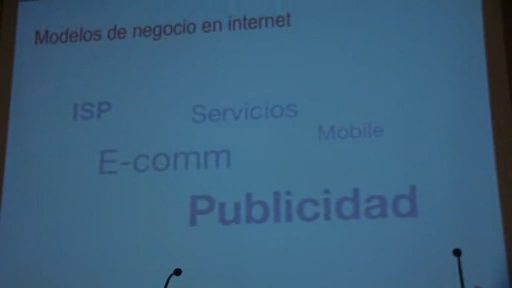 Modelos de negocio en internet
ISP
Servicios
Mobile
E-comm
Publicidad